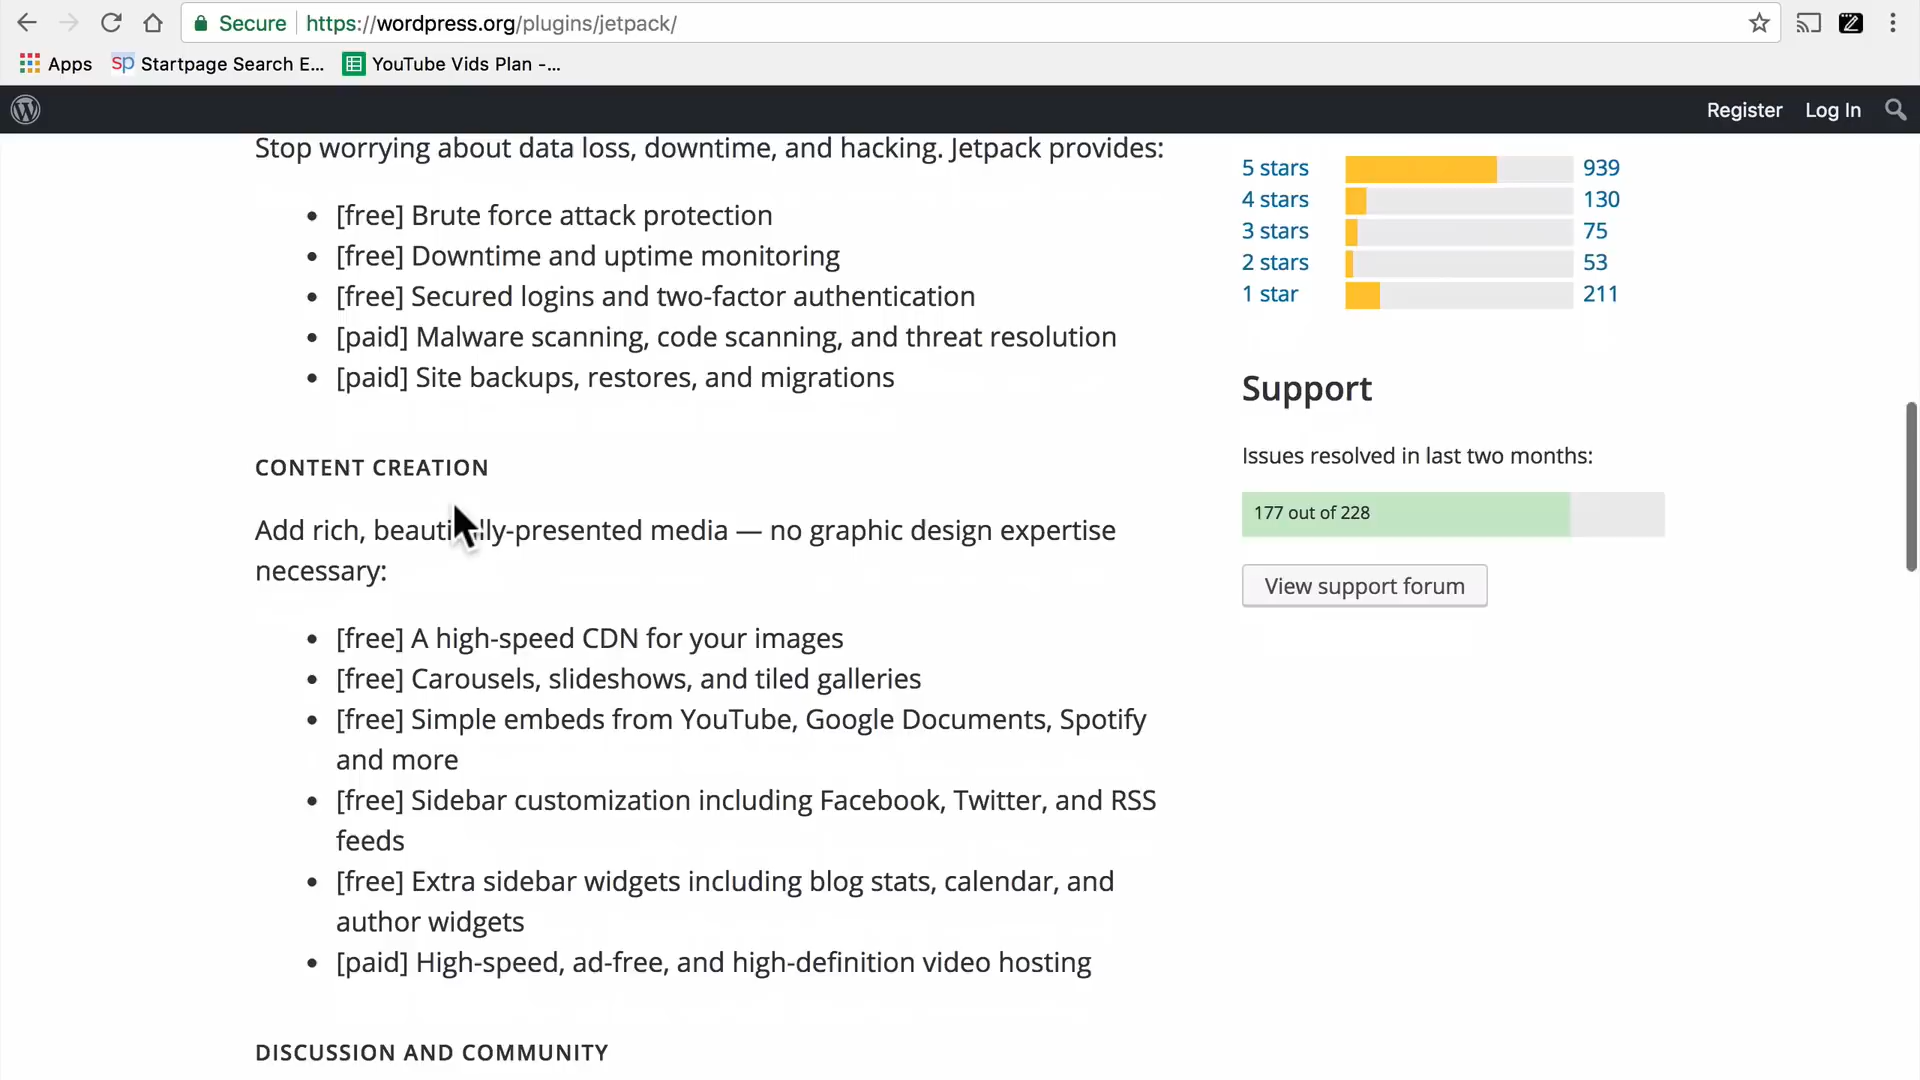 Secure https://wordpress.org/plugins/jetpack/
Apps
Startpage Search E...
YouTube Vids Plan -...
Register
Log In
Stop worrying about data loss, downtime, and hacking. Jetpack provides:
• [free] Brute force attack protection
• [free] Downtime and uptime monitoring
• [free] Secured logins and two-factor authentication
• [paid] Malware scanning, code scanning, and threat resolution
• [paid] Site backups, restores, and migrations
CONTENT CREATION
Add rich, beautifully-presented media — no graphic design expertise
necessary:
• [free] A high-speed CDN for your images
• [free] Carousels, slideshows, and tiled galleries
• [free] Simple embeds from YouTube, Google Documents, Spotify
and more
• [free] Sidebar customization including Facebook, Twitter, and RSS
feeds
• [free] Extra sidebar widgets including blog stats, calendar, and
author widgets
• [paid] High-speed, ad-free, and high-definition video hosting
DISCUSSION AND COMMUNITY
5 stars 939
4 stars 130
3 stars 75
2 stars 53
1 star 211
Support
Issues resolved in last two months:
177 out of 228
View support forum